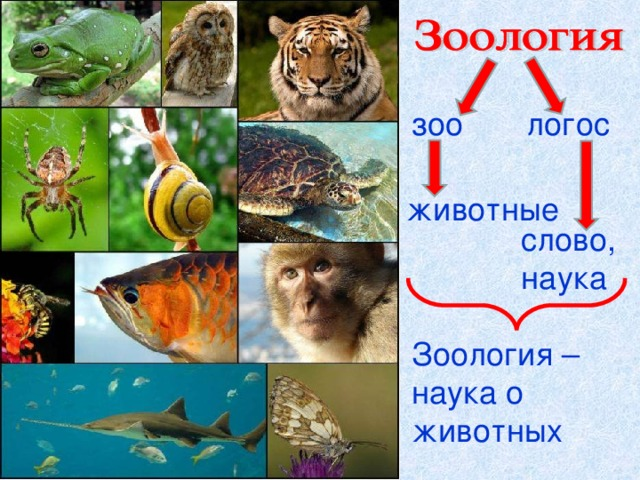 Зоология
зоо логос
животные
слово,
наука
Зоология –
наука о
животных